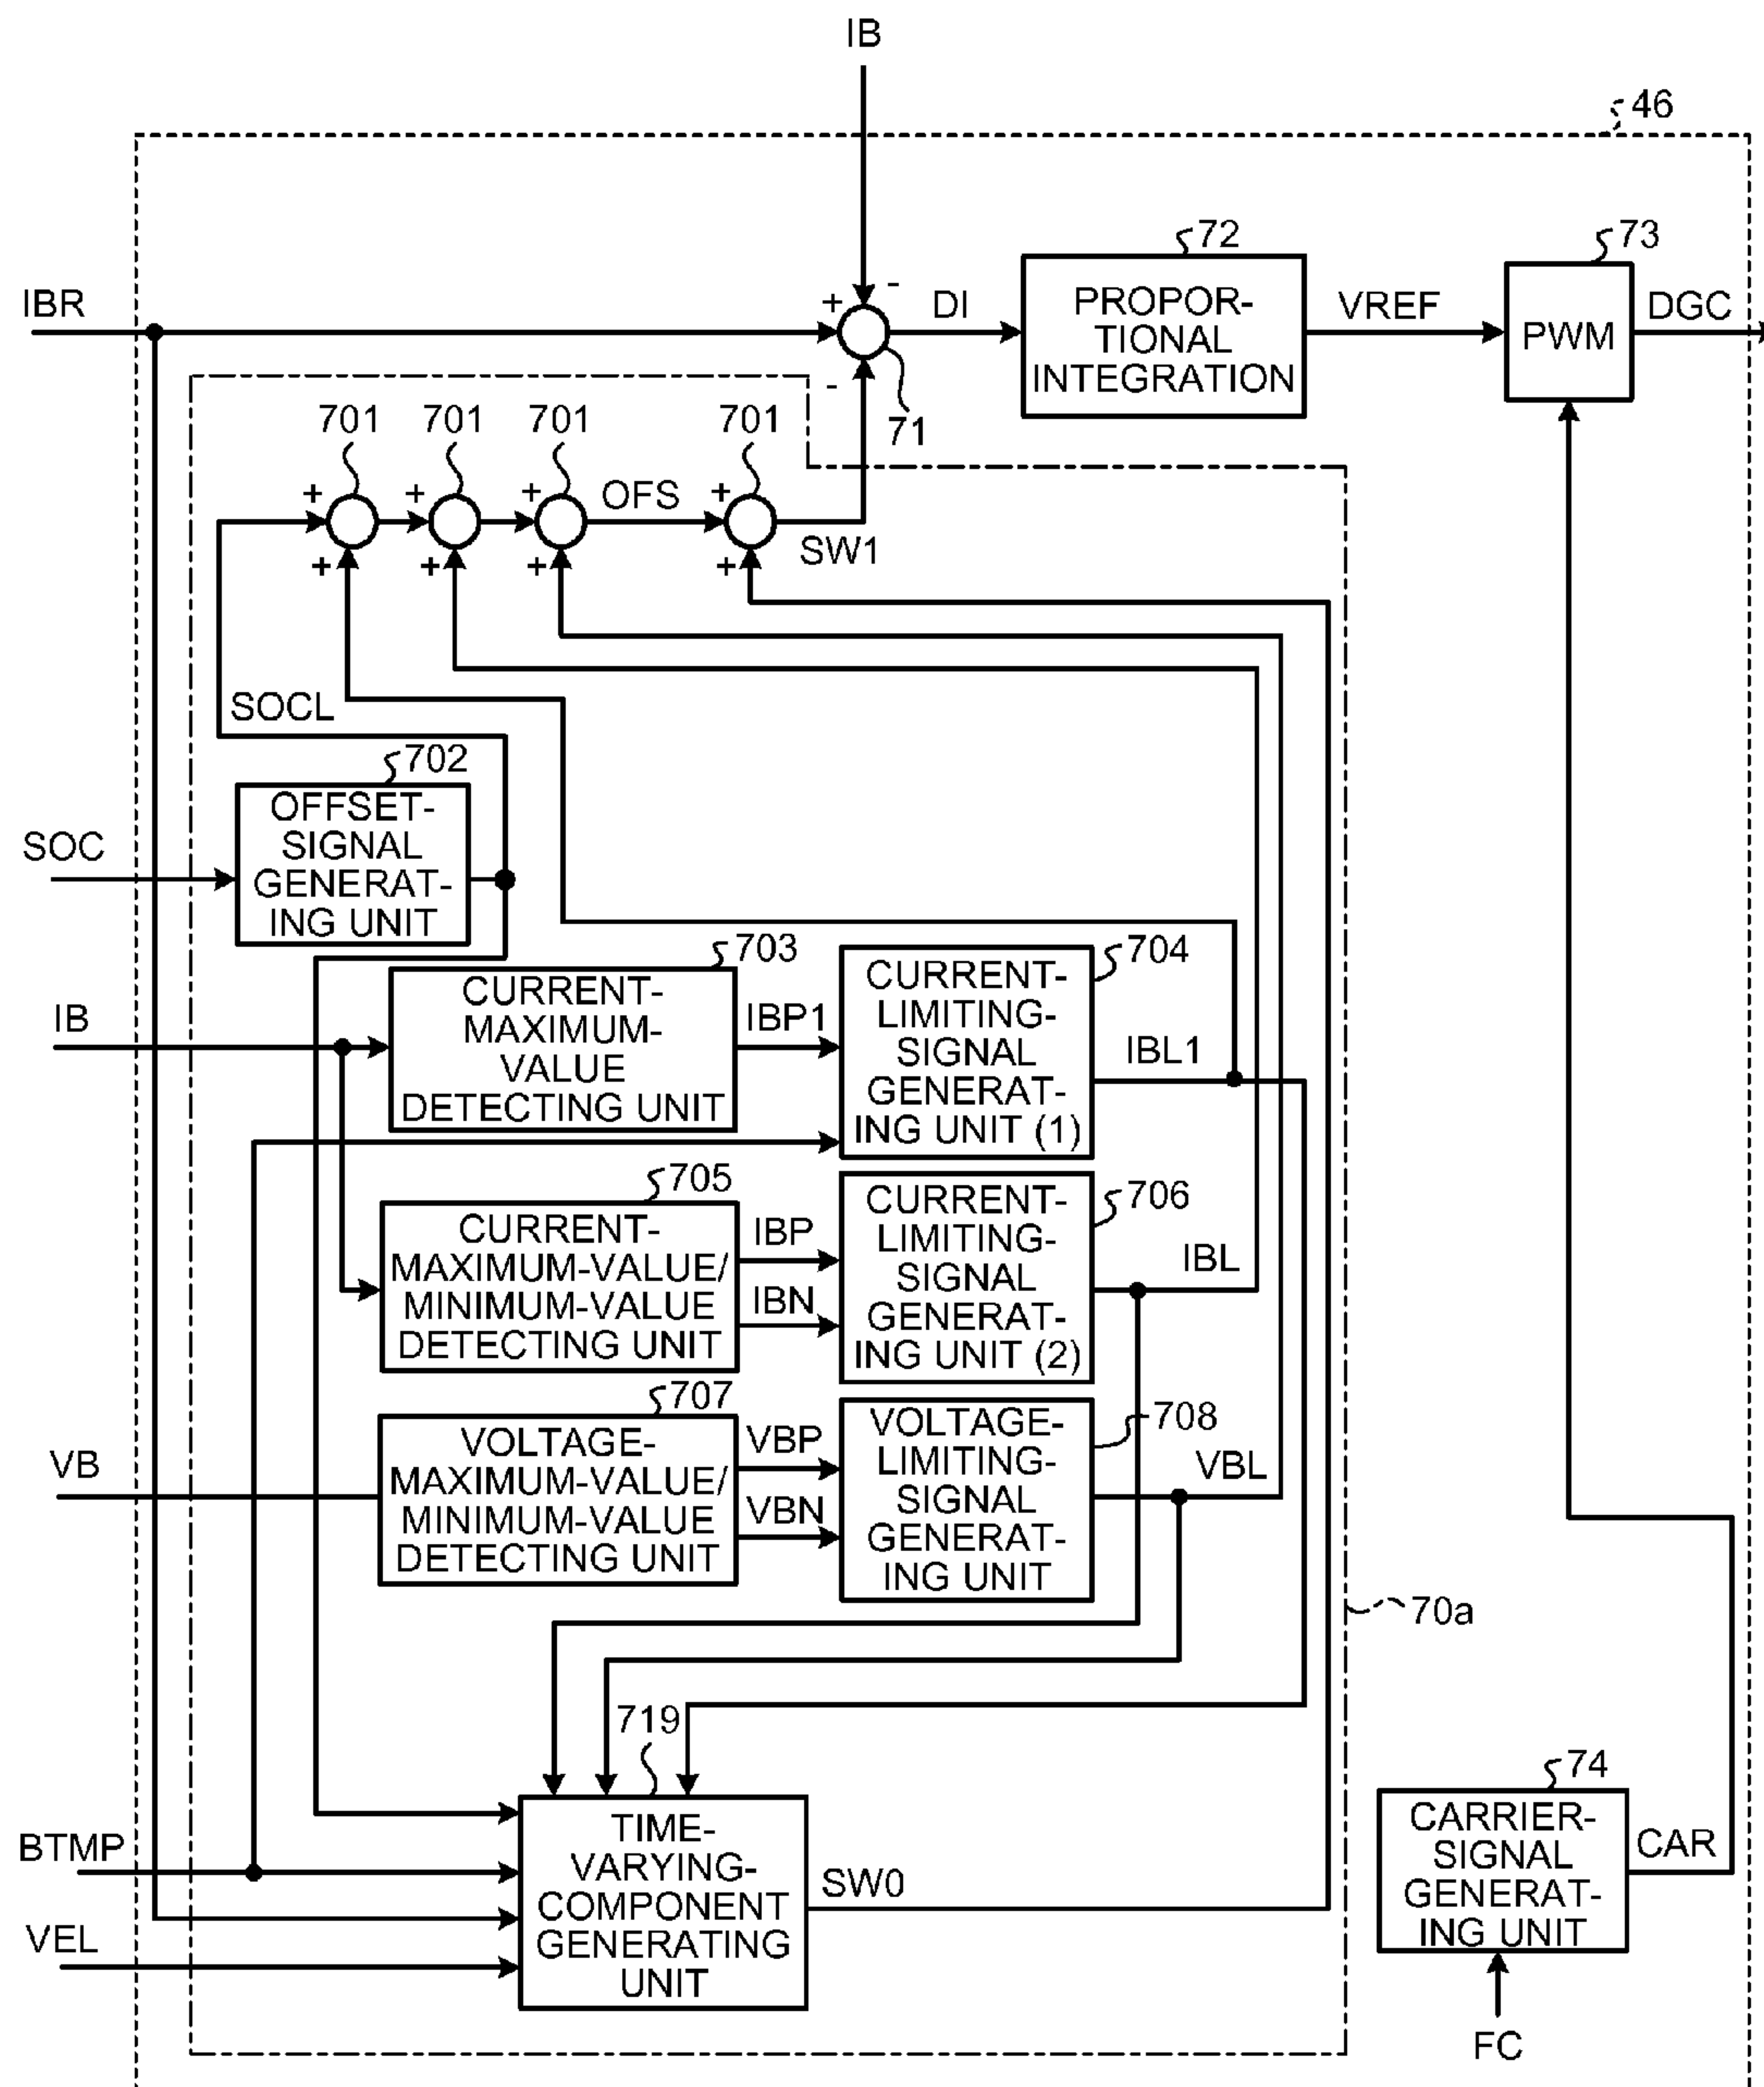 IB
46
IBR
+
-
DI
72
PROPOR-
TIONAL
INTEGRATION
VREF
73
PWM
DGC
-
71
701
701
701
701
+
+
+
OFS
+
+
+
+
+
SW1
SOCL
702
OFFSET-
SIGNAL
GENERAT-
ING UNIT
SOC
703
CURRENT-
MAXIMUM-
VALUE
DETECTING UNIT
IB
IBP1
704
CURRENT-
LIMITING-
SIGNAL
GENERAT-
ING UNIT (1)
IBL1
705
CURRENT-
MAXIMUM-VALUE/
MINIMUM-VALUE
DETECTING UNIT
IBP
IBN
706
CURRENT-
LIMITING-
SIGNAL
GENERAT-
ING UNIT (2)
IBL
707
VOLTAGE-
MAXIMUM-VALUE/
MINIMUM-VALUE
DETECTING UNIT
VB
VBP
VBN
708
VOLTAGE-
LIMITING-
SIGNAL
GENERAT-
ING UNIT
VBL
70a
719
TIME-
VARYING-
COMPONENT
GENERATING
UNIT
BTMP
VEL
SW0
74
CARRIER-
SIGNAL
GENERAT-
ING UNIT
CAR
FC